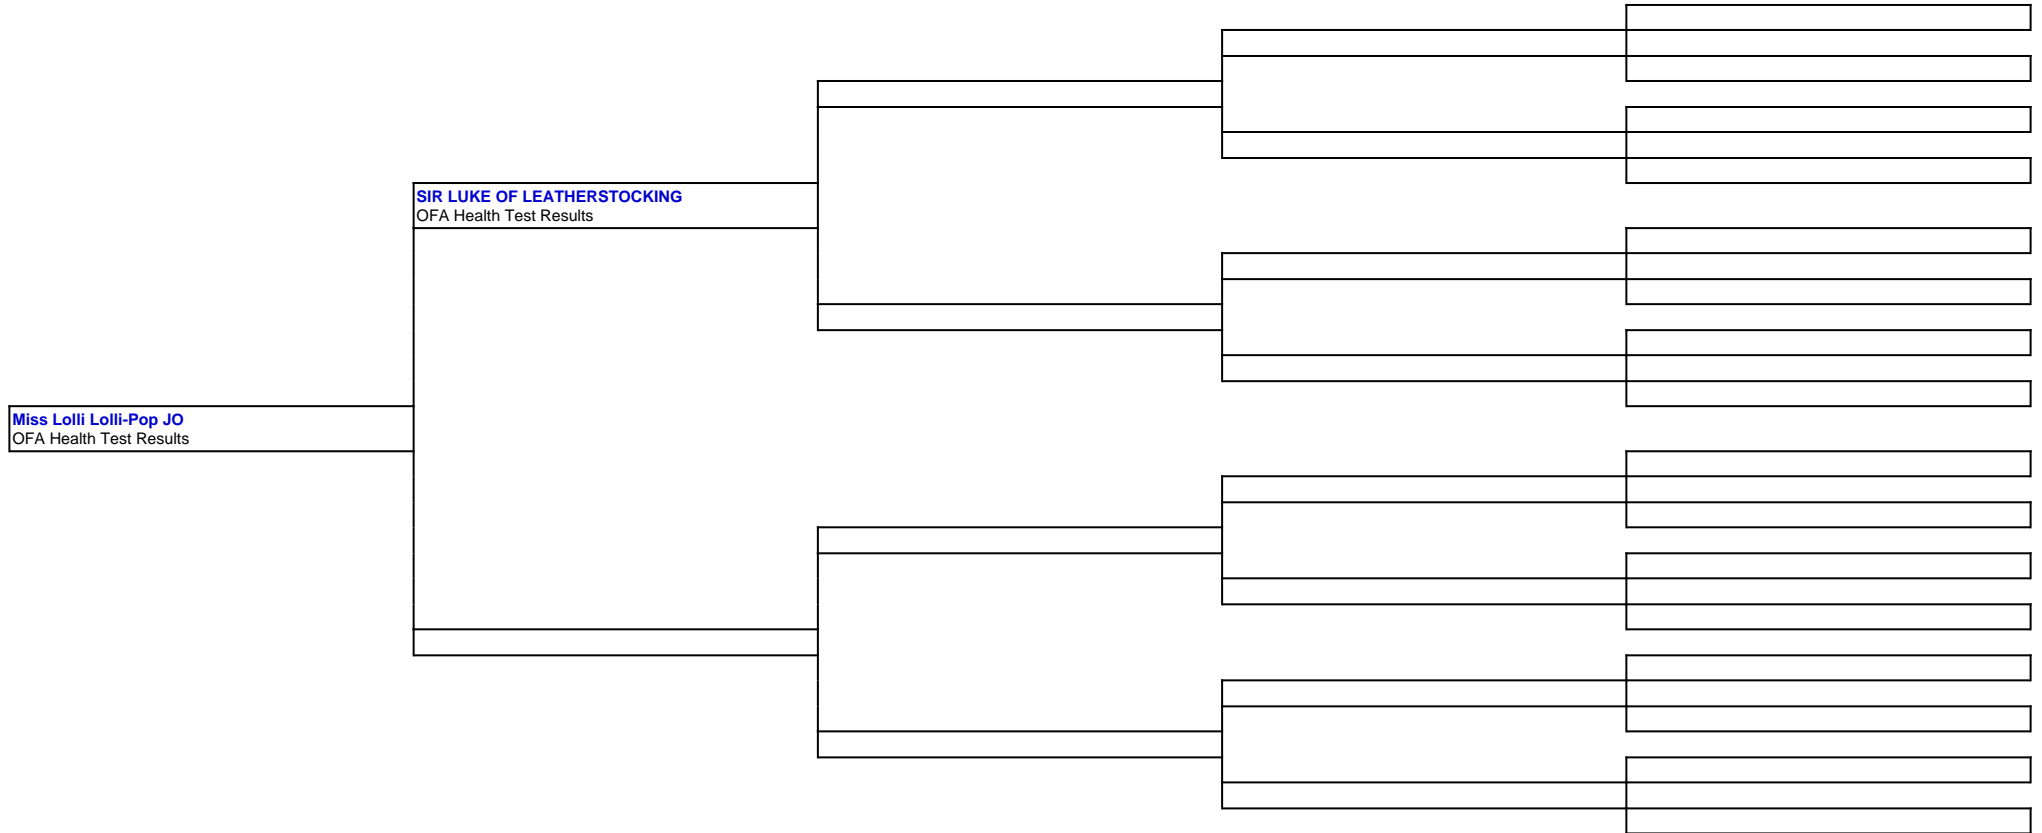 SIR LUKE OF LEATHERSTOCKING
OFA Health Test Results
Miss Lolli Lolli-Pop JO
OFA Health Test Results